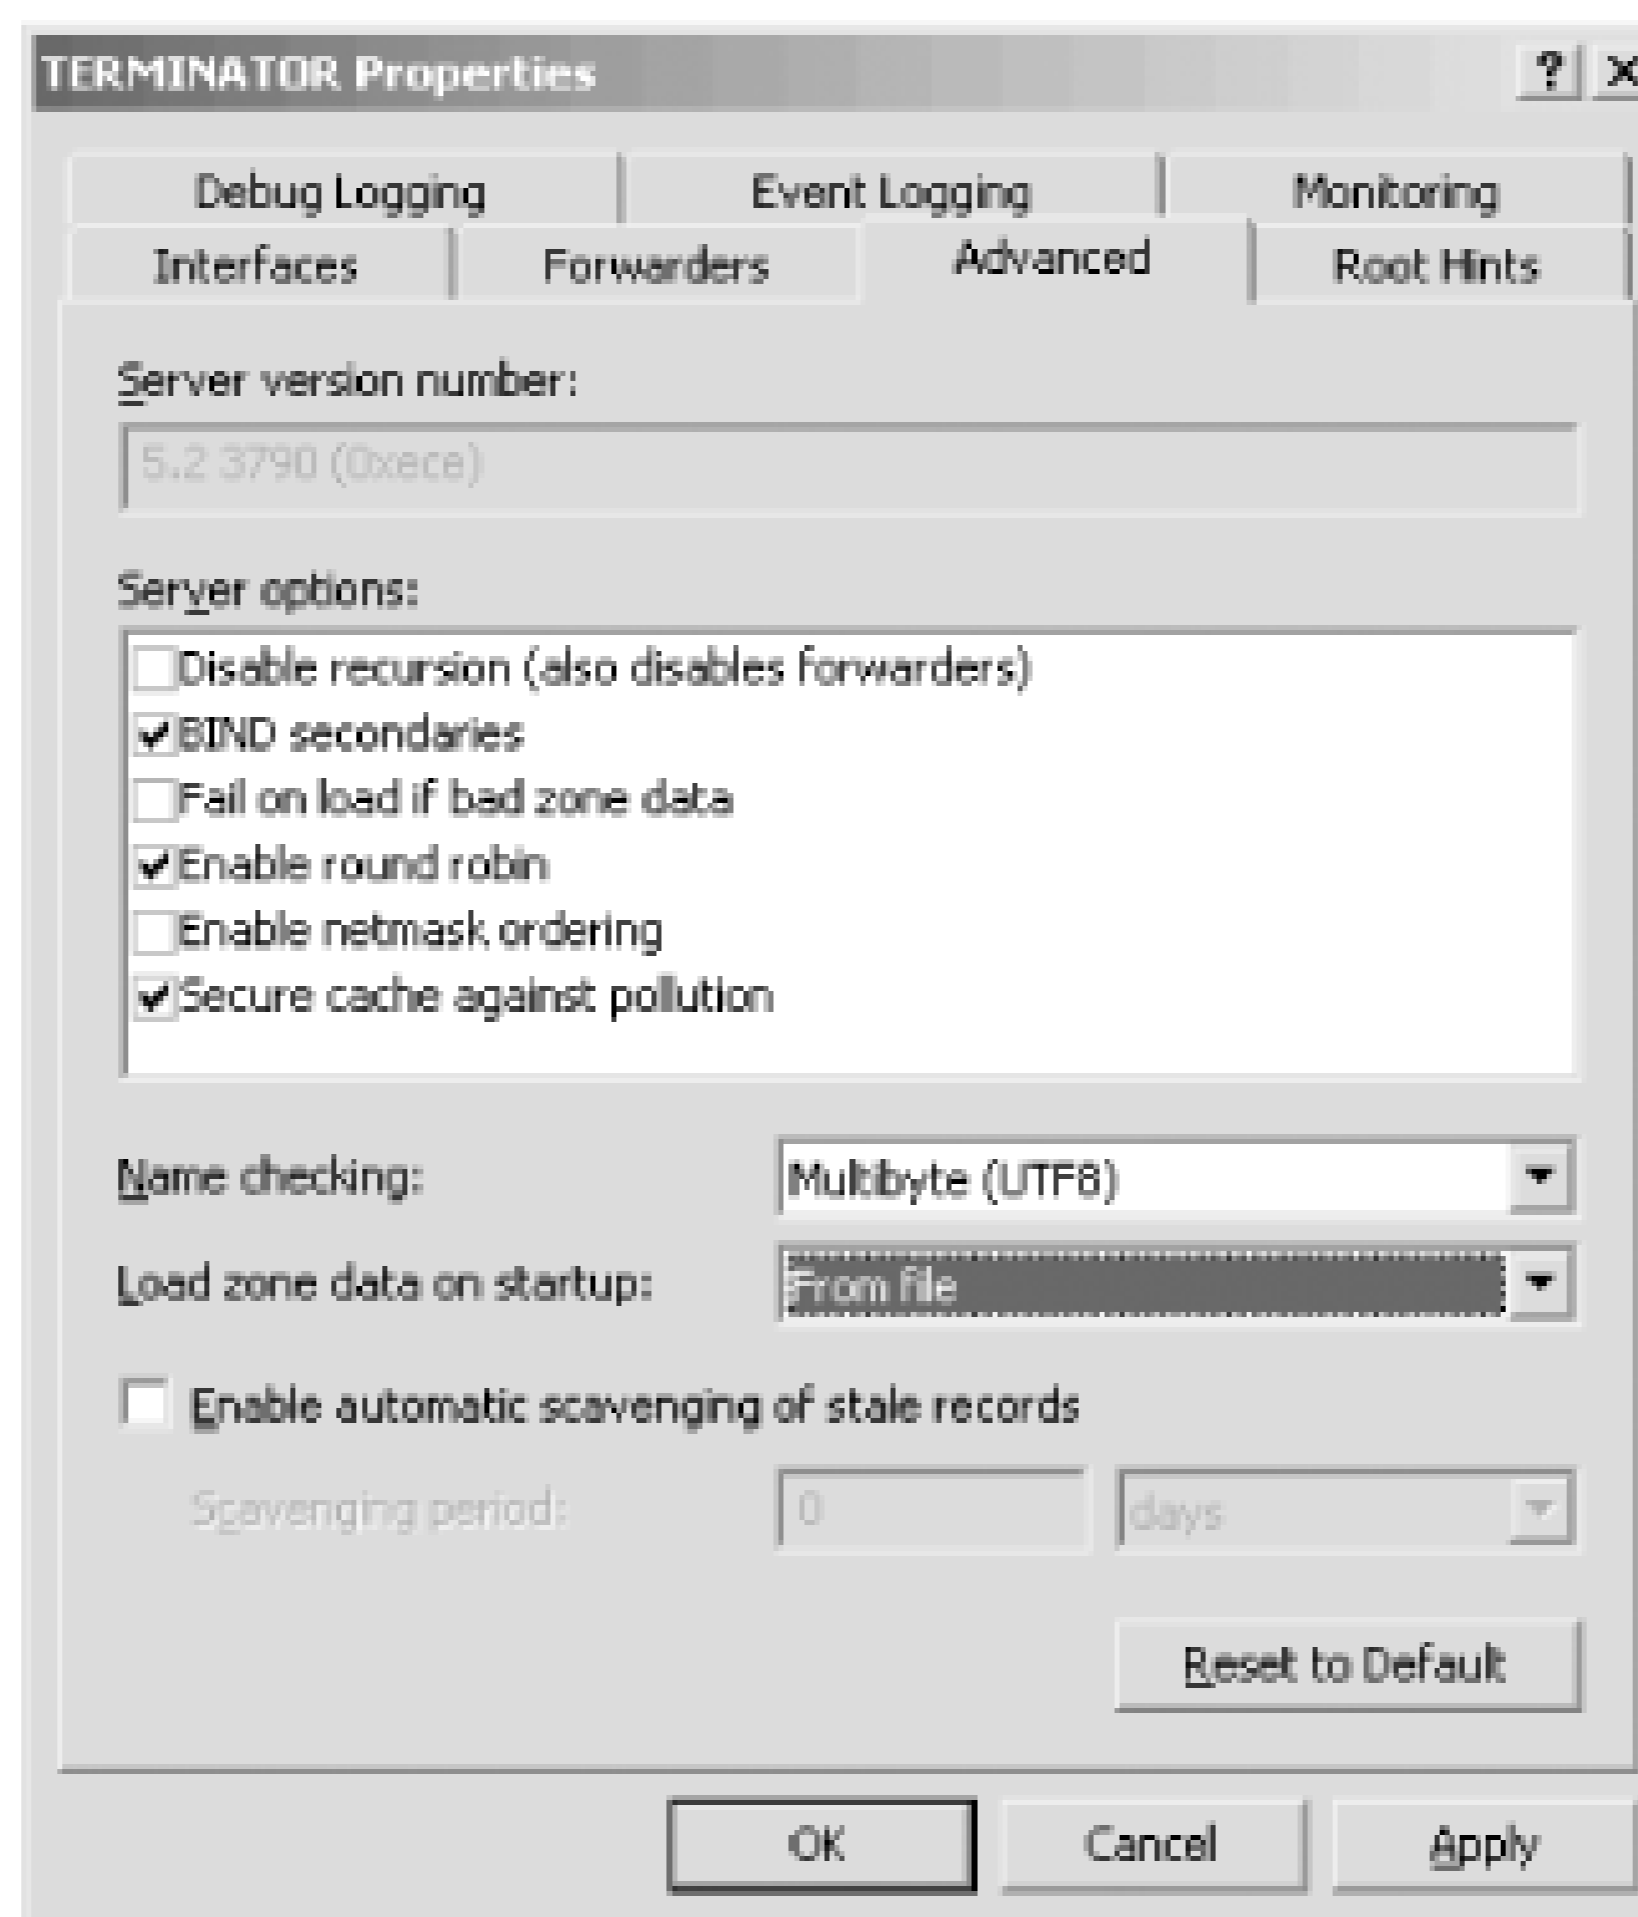 TERMINATOR Properties
Debug Logging Event Logging Monitoring
Interfaces Forwarders Advanced Root Hints
Server version number:
5.2 3790 (0xece)
Server options:
Disable recursion (also disables forwarders)
BIND secondaries
Fail on load if bad zone data
Enable round robin
Enable netmask ordering
Secure cache against pollution
Name checking: Multibyte (UTF8)
Load zone data on startup: From file
Enable automatic scavenging of stale records
Scavenging period: 0 days
Reset to Default
OK Cancel Apply